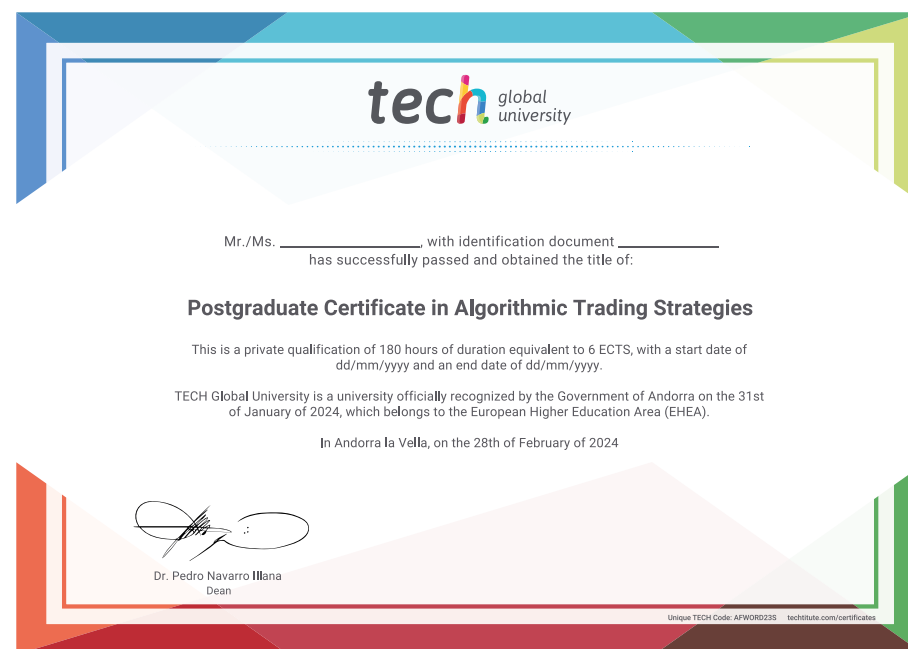 tech global university
Mr./Ms. ____________________, with identification document ______________
has successfully passed and obtained the title of:
Postgraduate Certificate in Algorithmic Trading Strategies
This is a private qualification of 180 hours of duration equivalent to 6 ECTS, with a start date of
dd/mm/yyyy and an end date of dd/mm/yyyy.
TECH Global University is a university officially recognized by the Government of Andorra on the 31st
of January of 2024, which belongs to the European Higher Education Area (EHEA).
In Andorra la Vella, on the 28th of February of 2024
Dr. Pedro Navarro Illana
Dean
Unique TECH Code: AFWORD23S techtitute.com/certificates